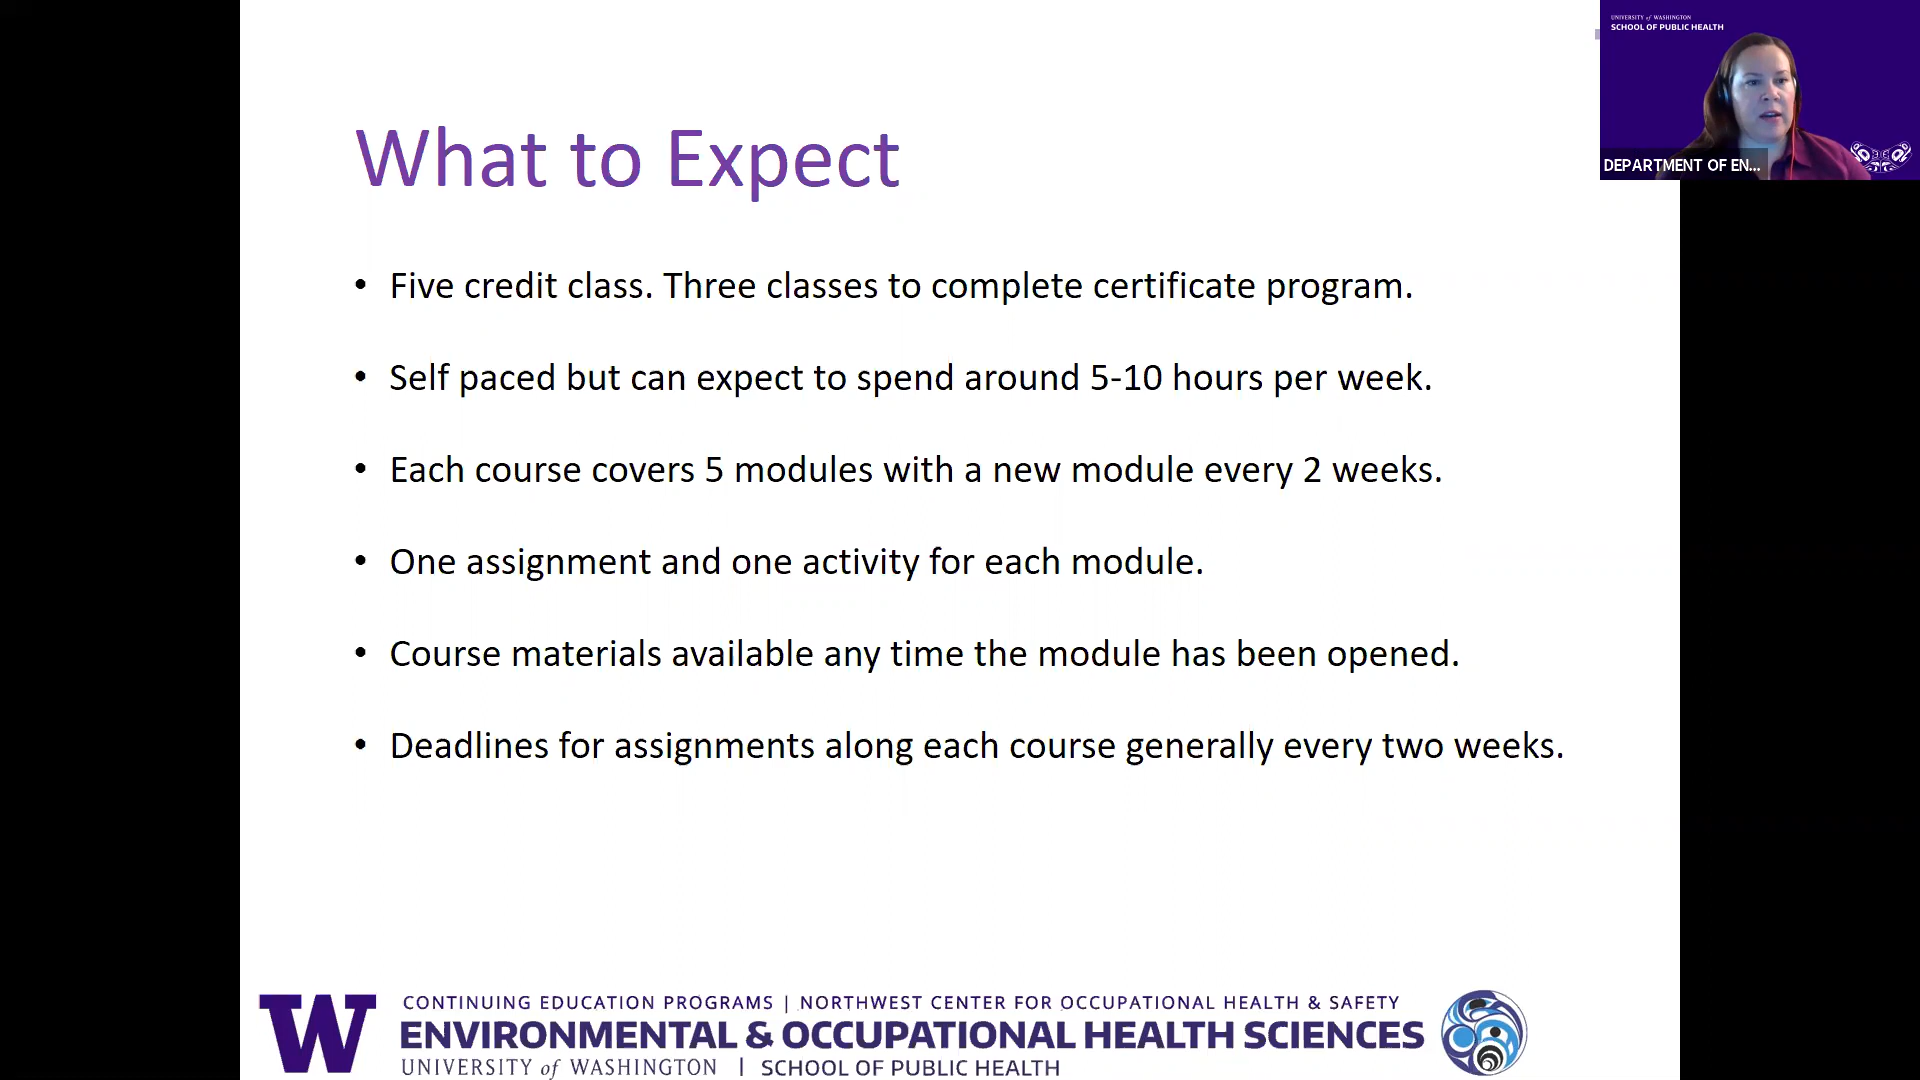 UNIVERSITY of WASHINGTON
SCHOOL OF PUBLIC HEALTH
DEPARTMENT OF EN...
What to Expect
• Five credit class. Three classes to complete certificate program.
• Self paced but can expect to spend around 5-10 hours per week.
• Each course covers 5 modules with a new module every 2 weeks.
• One assignment and one activity for each module.
• Course materials available any time the module has been opened.
• Deadlines for assignments along each course generally every two weeks.
W
CONTINUING EDUCATION PROGRAMS | NORTHWEST CENTER FOR OCCUPATIONAL HEALTH & SAFETY
ENVIRONMENTAL & OCCUPATIONAL HEALTH SCIENCES
UNIVERSITY of WASHINGTON | SCHOOL OF PUBLIC HEALTH